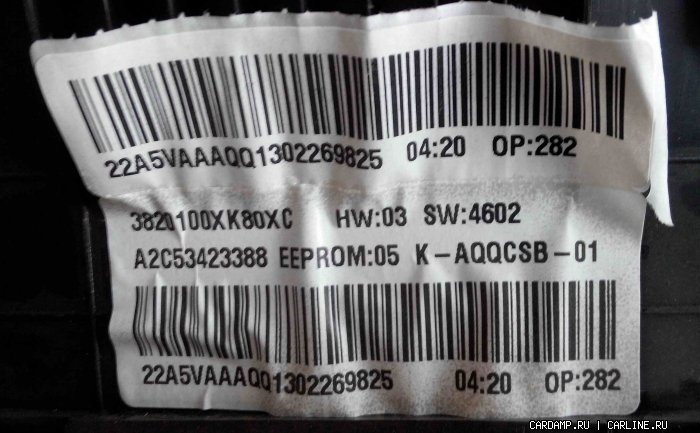 22A5VAAAQQ1302269825 04:20 OP:282
3820100XK80XC HW:03 SW:4602
A2C53423388 EEPROM:05 K-AQQCSB-01
22A5VAAAQQ1302269825 04:20 OP:282
CARDAMP.RU | CARLINE.RU